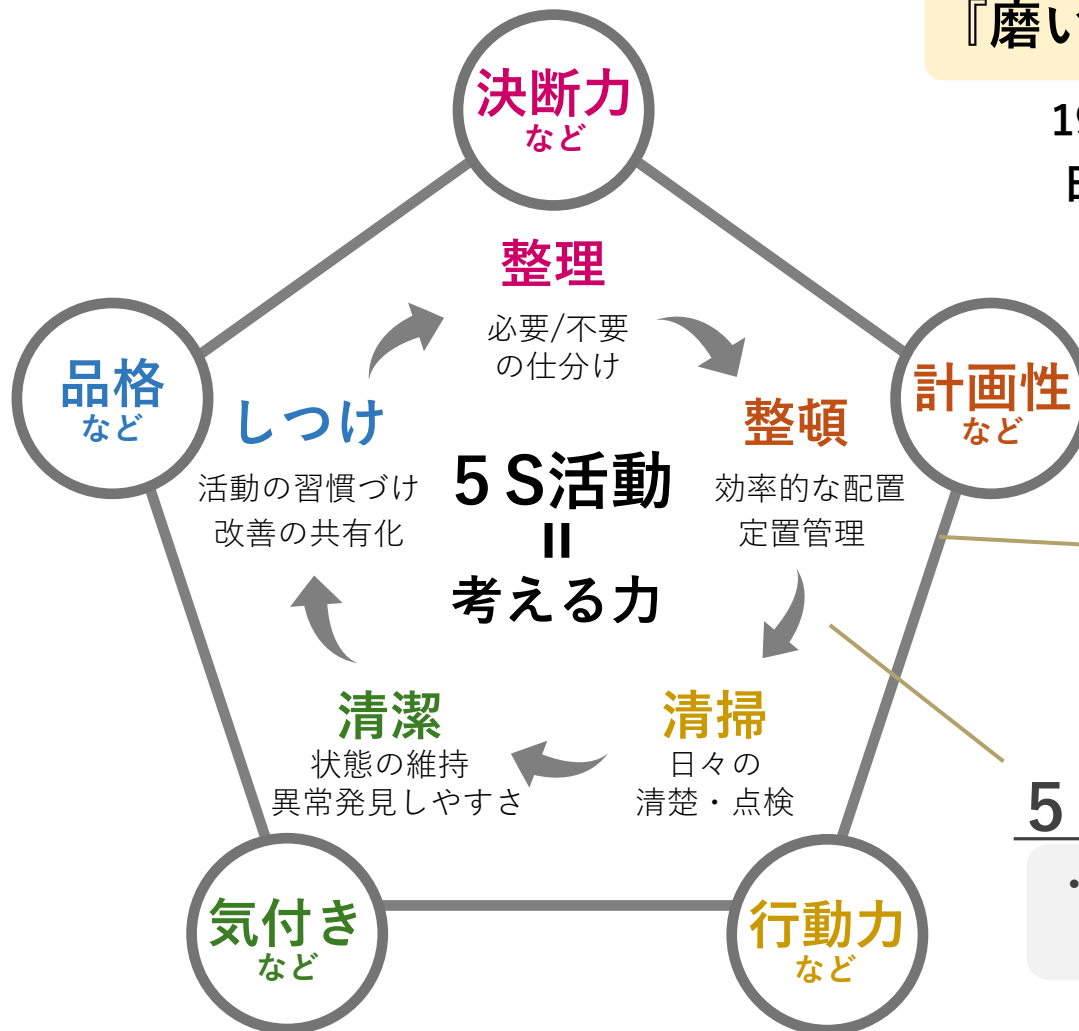 『磨い
19
決断力
など
整理
必要/不要
の仕分け
品格
など
しつけ
活動の習慣づけ
改善の共有化
5 S活動
=
考える力
整頓
効率的な配置
定置管理
計画性
など
清潔
状態の維持
異常発見しやすさ
清掃
日々の
清楚・点検
5
・
気付き
など
行動力
など